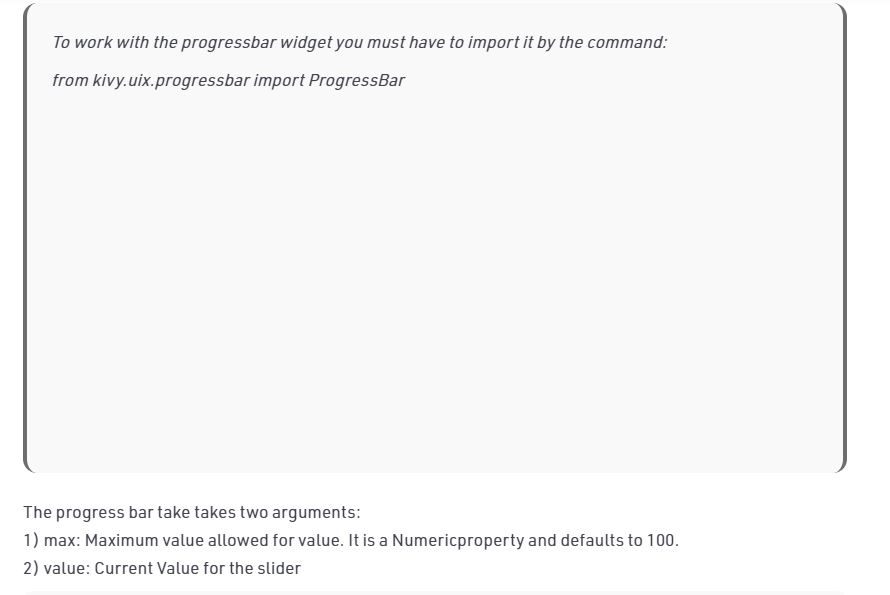 To work with the progressbar widget you must have to import it by the command:
from kivy.uix.progressbar import ProgressBar
The progress bar take takes two arguments:
1) max: Maximum value allowed for value. It is a Numericproperty and defaults to 100.
2) value: Current Value for the slider